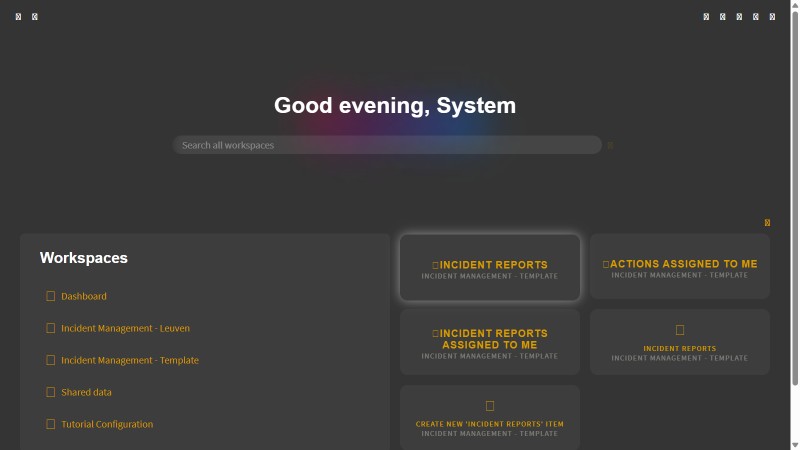 Good evening, System
Search all workspaces
Workspaces
Dashboard
Incident Management - Leuven
Incident Management - Template
Shared data
Tutorial Configuration
INCIDENT REPORTS
INCIDENT MANAGEMENT - TEMPLATE
ACTIONS ASSIGNED TO ME
INCIDENT MANAGEMENT - TEMPLATE
INCIDENT REPORTS
ASSIGNED TO ME
INCIDENT MANAGEMENT - TEMPLATE
INCIDENT REPORTS
INCIDENT MANAGEMENT - TEMPLATE
CREATE NEW 'INCIDENT REPORTS' ITEM
INCIDENT MANAGEMENT - TEMPLATE